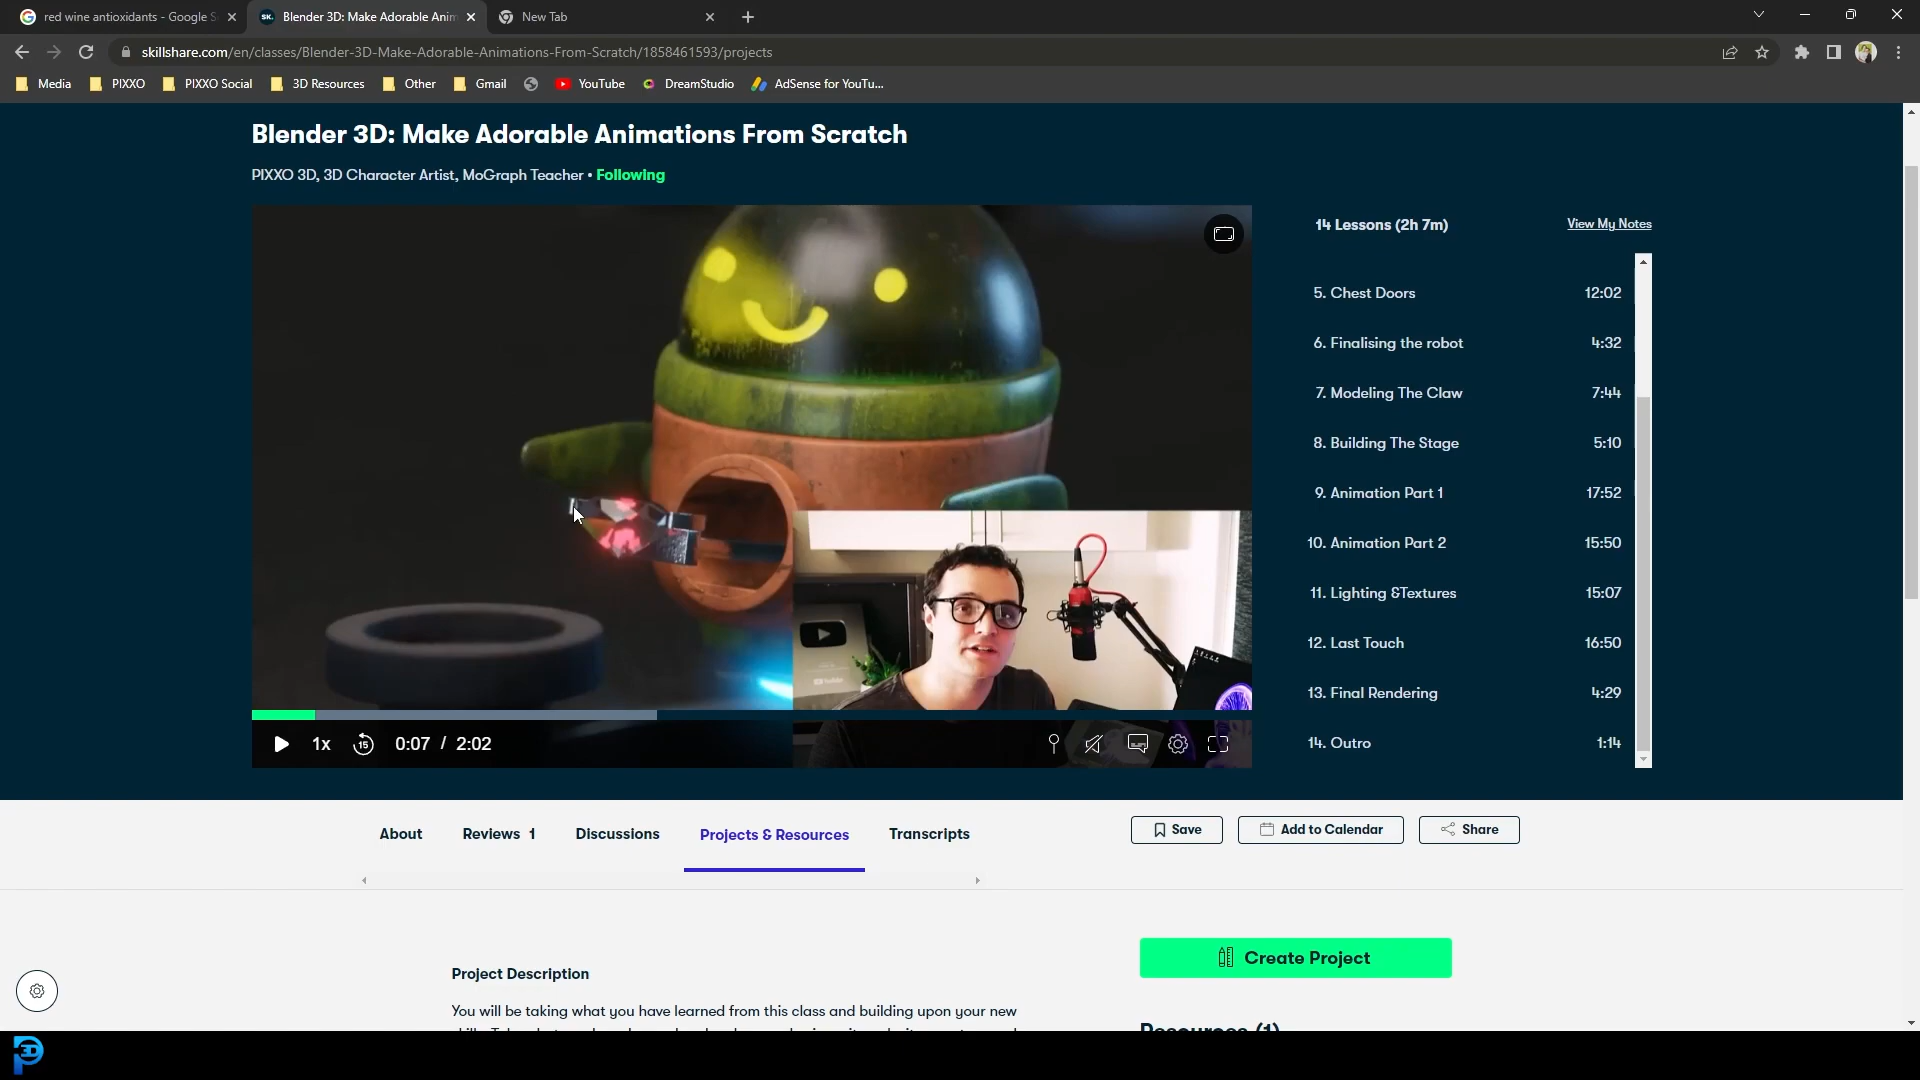 red wine antioxidants - Google S
SK.
Blender 3D: Make Adorable Anim
New Tab
skillshare.com/en/classes/Blender-3D-Make-Adorable-Animations-From-Scratch/1858461593/projects
Media
PIXXO
PIXXO Social
3D Resources
Other
Gmail
YouTube
DreamStudio
AdSense for YouTu...
Blender 3D: Make Adorable Animations From Scratch
PIXXO 3D, 3D Character Artist, MoGraph Teacher • Following
14 Lessons (2h 7m)
View My Notes
5. Chest Doors 12:02
6. Finalising the robot 4:32
7. Modeling The Claw 7:44
8. Building The Stage 5:10
9. Animation Part 1 17:52
10. Animation Part 2 15:50
11. Lighting &Textures 15:07
12. Last Touch 16:50
13. Final Rendering 4:29
14. Outro 1:14
1x
15
0:07 / 2:02
About
Reviews 1
Discussions
Projects & Resources
Transcripts
Save
Add to Calendar
Share
Project Description
You will be taking what you have learned from this class and building upon your new
Create Project
Resources (1)
3D